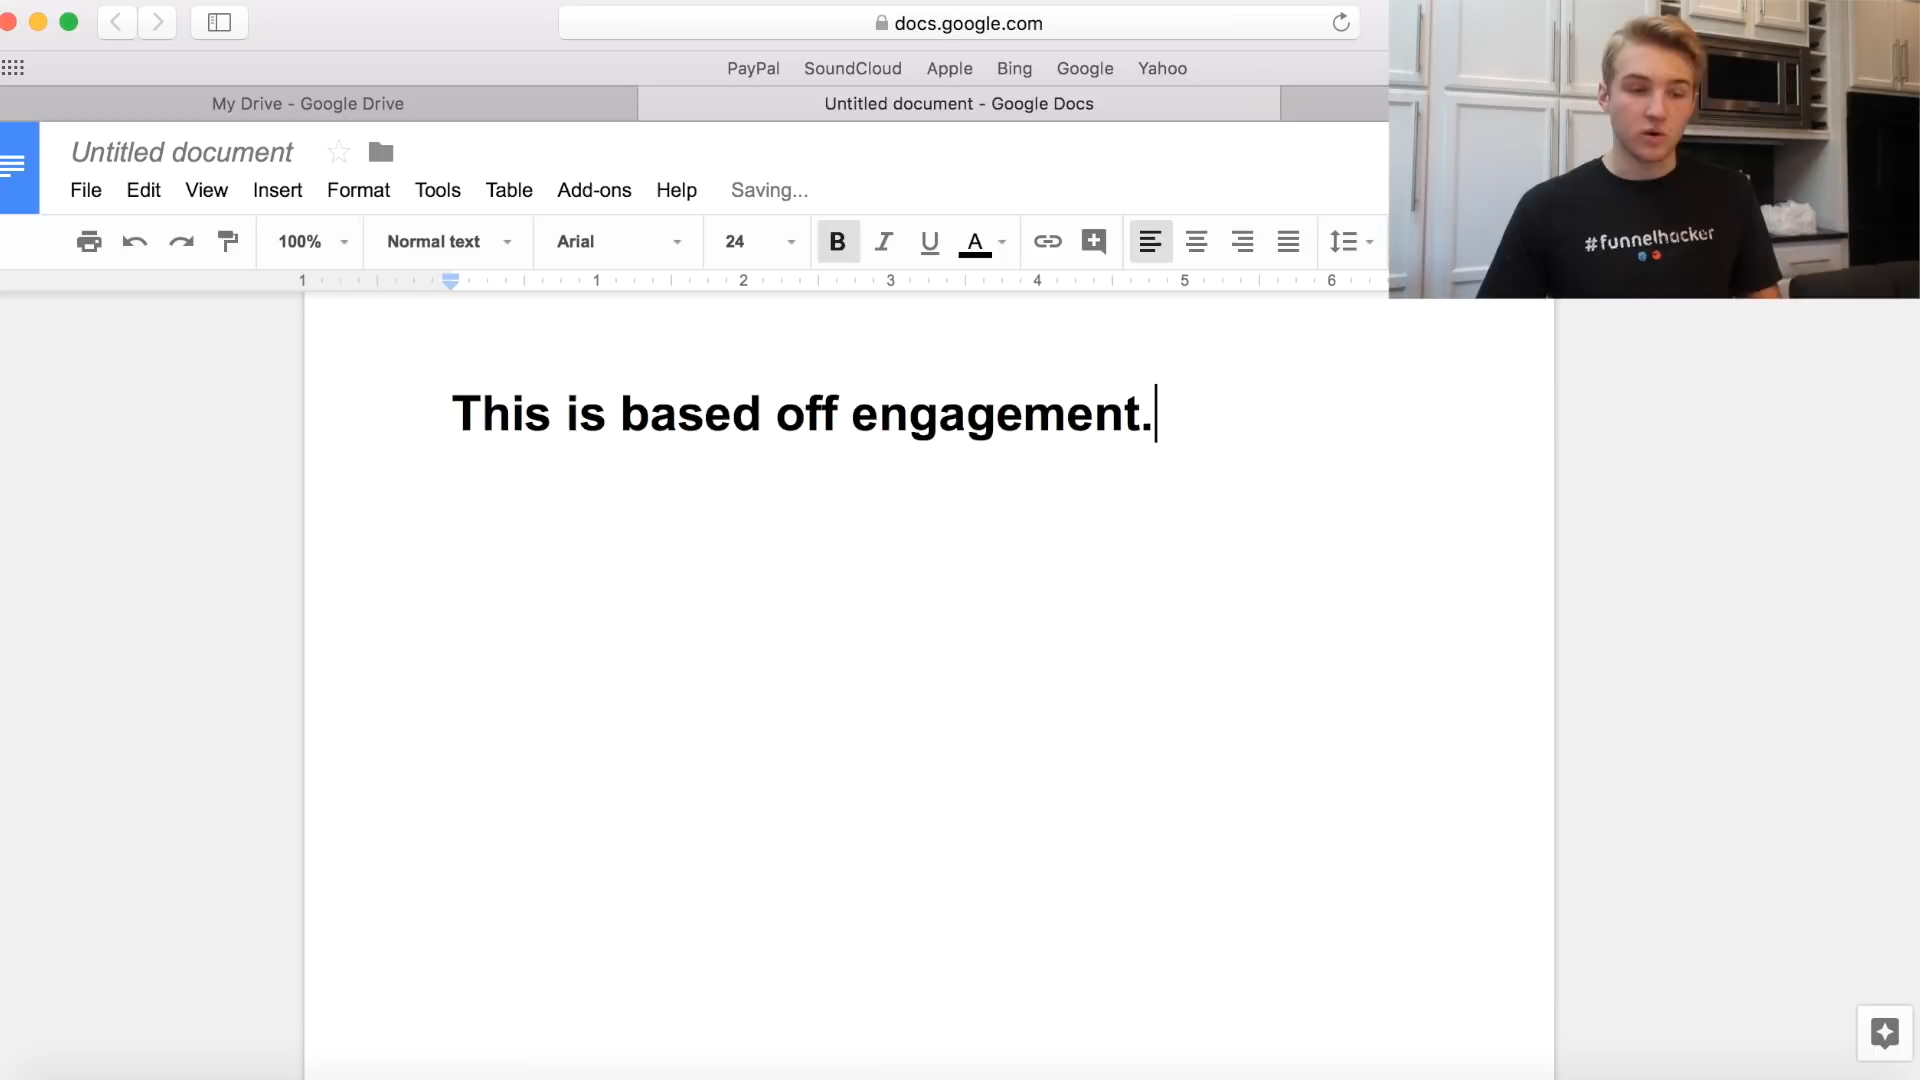 docs.google.com
PayPal SoundCloud Apple Bing Google Yahoo
My Drive - Google Drive
Untitled document - Google Docs
Untitled document
File Edit View Insert Format Tools Table Add-ons Help Saving...
100% Normal text Arial 24 B I U A
1 1 2 3 4 5 6
#funnelhacker
This is based off engagement.